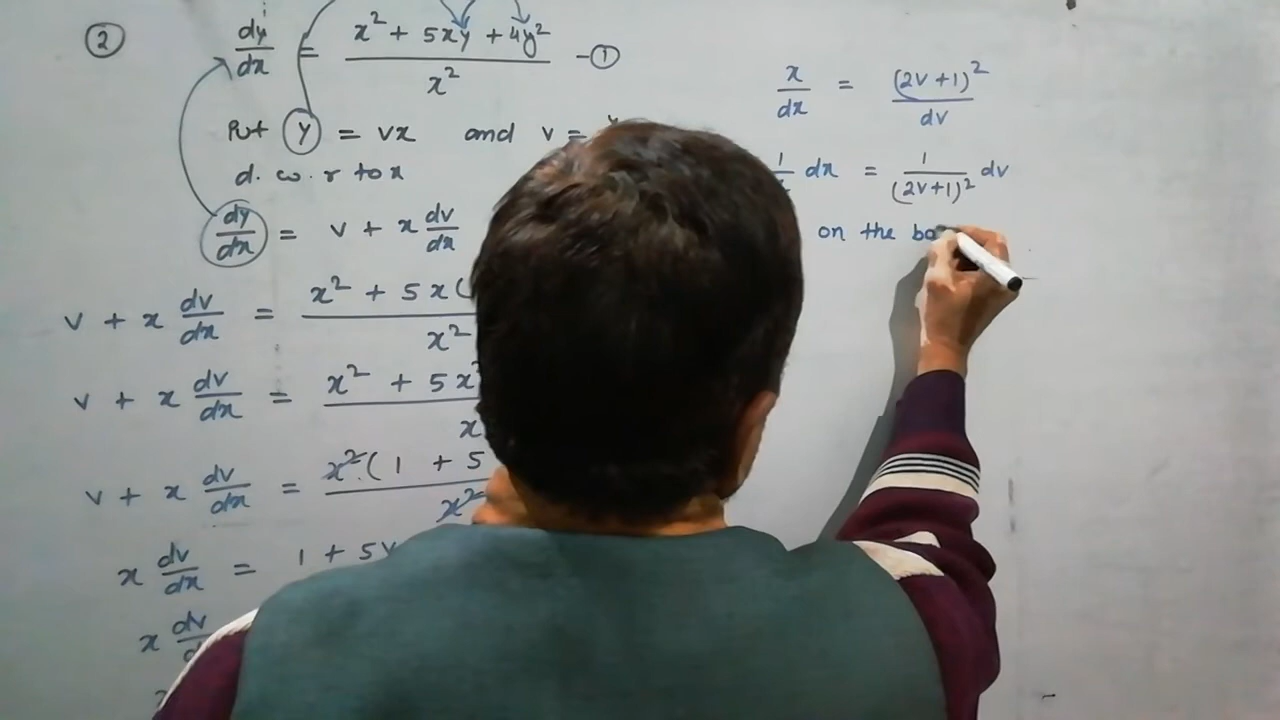 ②
dy/dx = (x² + 5xy + 4y²)/x² - ①
Put y = vx and v =
d. w. r to x
dy/dx = v + x dv/dx
v + x dv/dx = x² + 5x( / x²
v + x dv/dx = x² + 5x² / x
v + x dv/dx = x²(1 + 5 / x²
x dv/dx = 1 + 5v
x dv/
x/dx = (2v+1)²/dv
dx = 1/(2v+1)² dv
on the bo